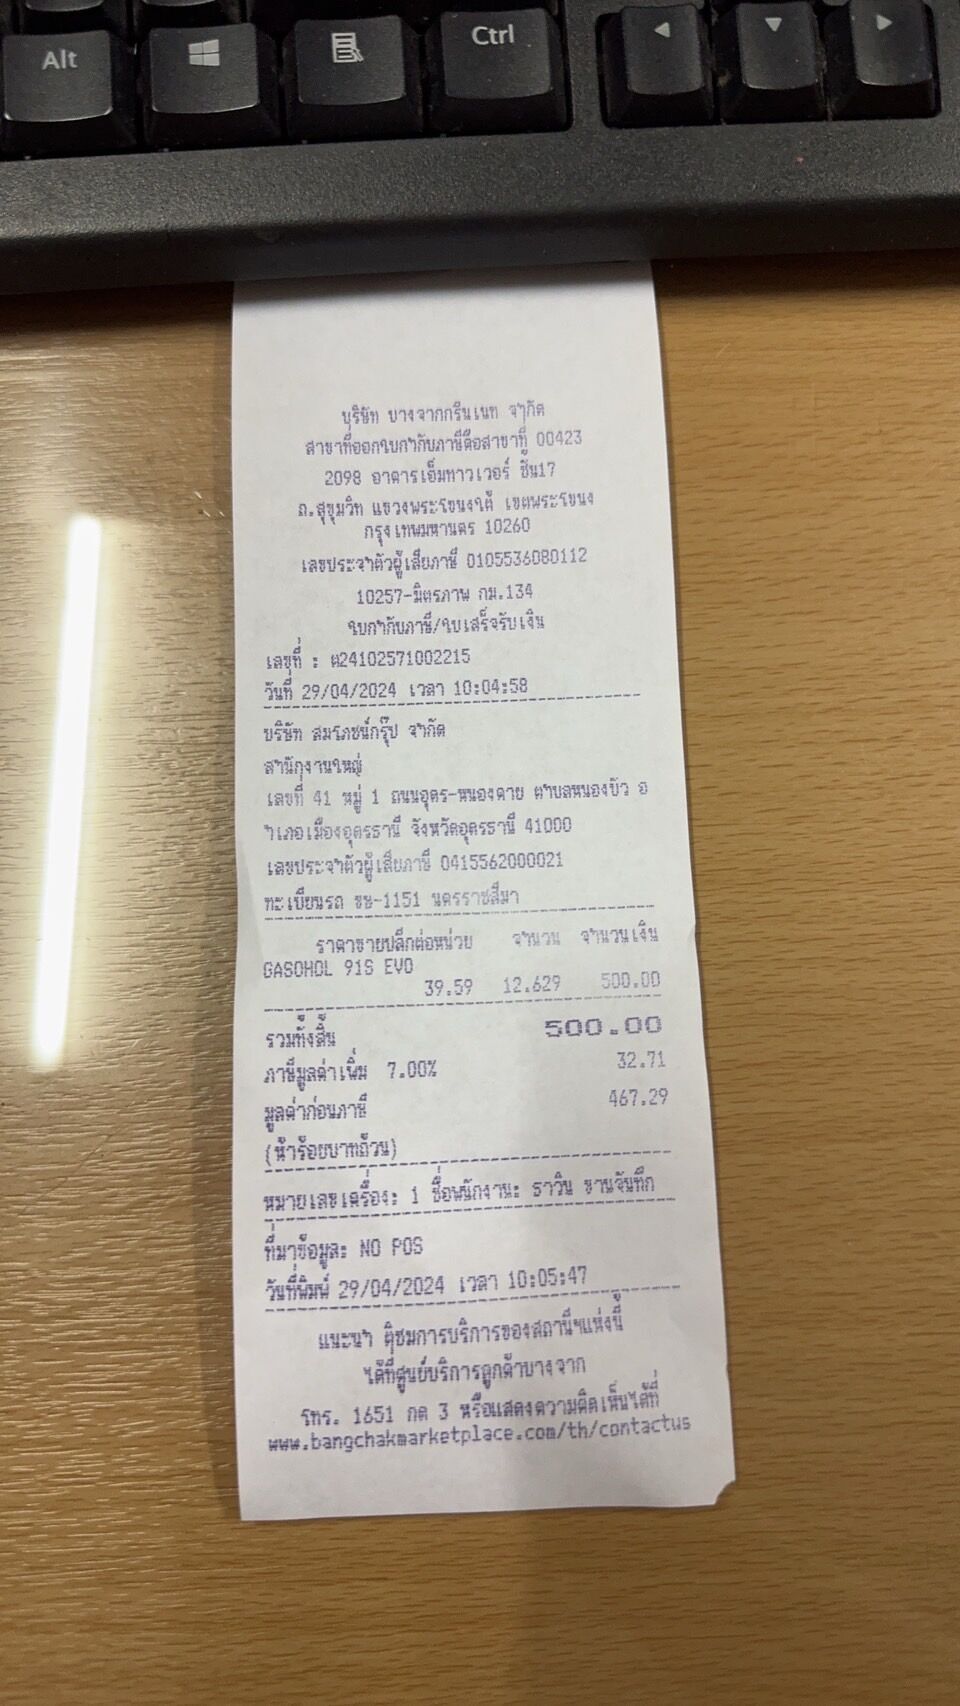 Alt
Ctrl
บริษัท บางจากกรีนเนท จำกัด
สาขาที่ออกใบกำกับภาษีคือสาขาที่ 00423
2098 อาคารเอ็มทาวเวอร์ ชั้น17
ถ.สุขุมวิท แขวงพระโขนงใต้ เขตพระโขนง
กรุงเทพมหานคร 10260
เลขประจำตัวผู้เสียภาษี 0105536080112
10257-มิตรภาพ กม.134
ใบกำกับภาษี/ใบเสร็จรับเงิน
เลขที่ : ต24102571002215
วันที่ 29/04/2024 เวลา 10:04:58
บริษัท สมโภชน์กรุ๊ป จำกัด
สำนักงานใหญ่
เลขที่ 41 หมู่ 1 ถนนอุดร-หนองคาย ตำบลหนองบัว อ
ำเภอเมืองอุดรธานี จังหวัดอุดรธานี 41000
เลขประจำตัวผู้เสียภาษี 0415562000021
ทะเบียนรถ ขษ-1151 นครราชสีมา
ราคาขายปลีกต่อหน่วย จำนวน จำนวนเงิน
GASOHOL 91S EVO
39.59 12.629 500.00
รวมทั้งสิ้น 500.00
ภาษีมูลค่าเพิ่ม 7.00% 32.71
มูลค่าก่อนภาษี 467.29
(ห้าร้อยบาทถ้วน)
หมายเลขเครื่อง: 1 ชื่อพนักงาน: ธาวิน ขานจันทึก
ที่มาข้อมูล: NO POS
วันที่พิมพ์ 29/04/2024 เวลา 10:05:47
แนะนำ ติชมการบริการของสถานีฯแห่งนี้
ได้ที่ศูนย์บริการลูกค้าบางจาก
โทร. 1651 กด 3 หรือแสดงความคิดเห็นได้ที่
www.bangchakmarketplace.com/th/contactus